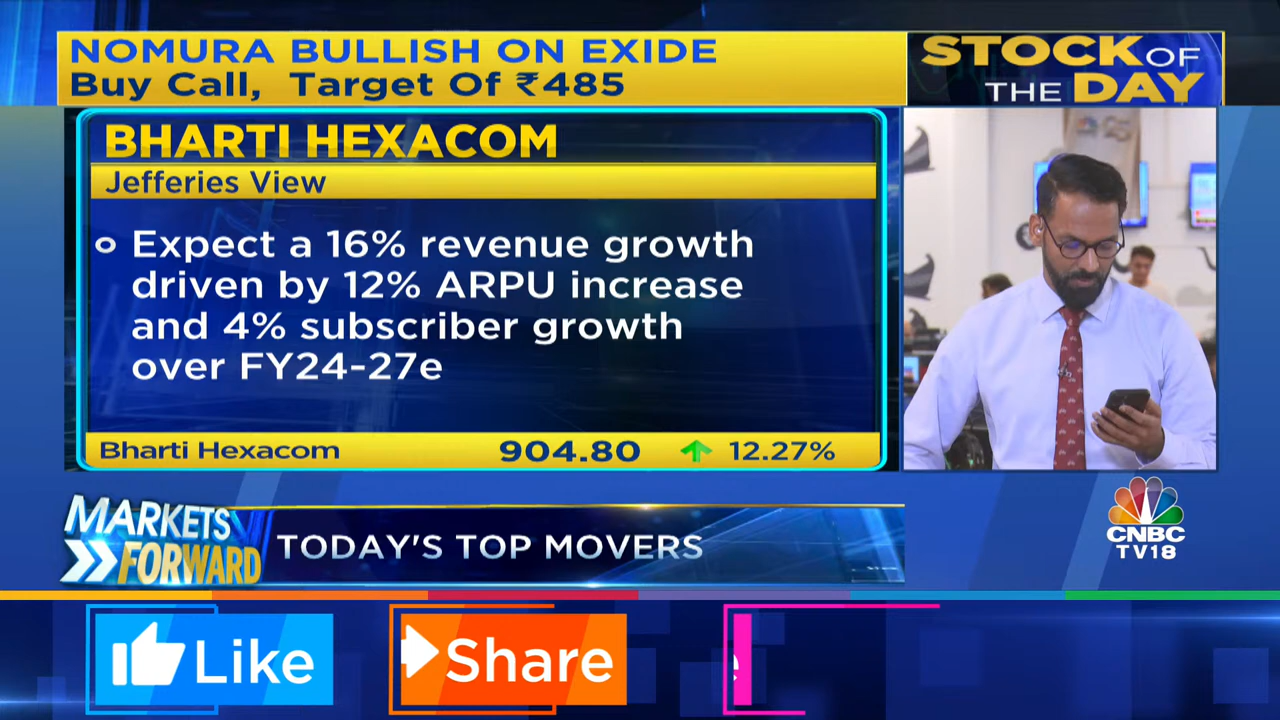 NOMURA BULLISH ON EXIDE
Buy Call, Target Of ₹485
STOCK OF
THE DAY
BHARTI HEXACOM
Jefferies View
Expect a 16% revenue growth
driven by 12% ARPU increase
and 4% subscriber growth
over FY24-27e
Bharti Hexacom 904.80 12.27%
MARKETS
FORWARD
TODAY'S TOP MOVERS
CNBC
TV18
Like
Share